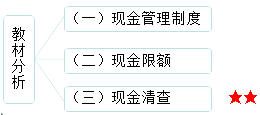 教材分析
（一）现金管理制度
（二）现金限额
（三）现金清查 ★★